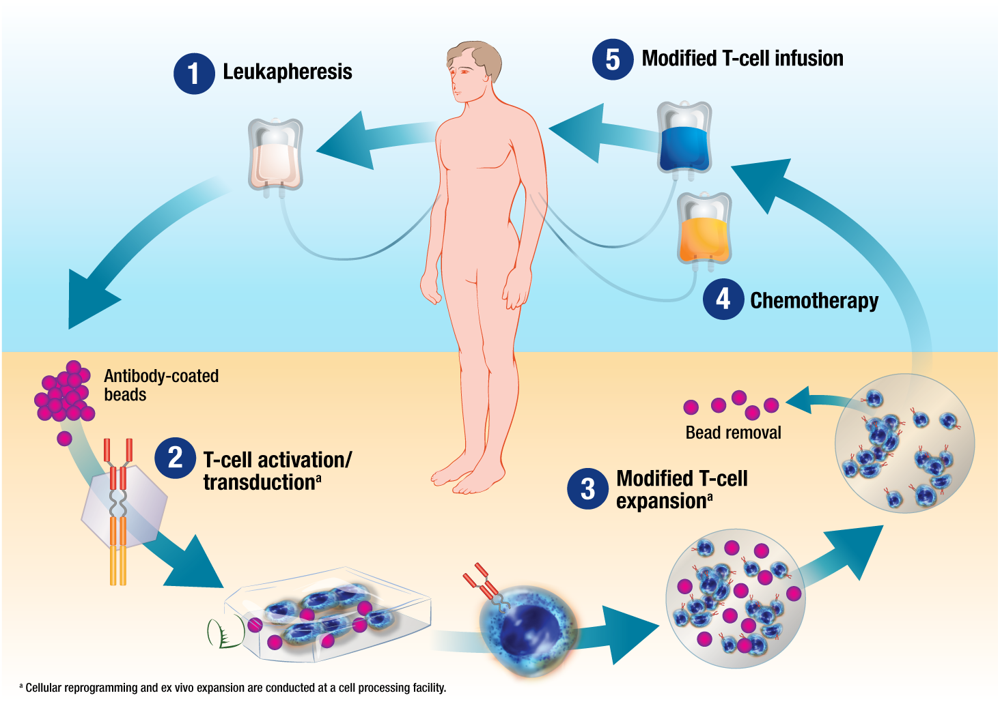 1 Leukapheresis
5 Modified T-cell infusion
4 Chemotherapy
Antibody-coated
beads
2 T-cell activation/
transductionᵃ
Bead removal
3 Modified T-cell
expansionᵃ
ᵃ Cellular reprogramming and ex vivo expansion are conducted at a cell processing facility.